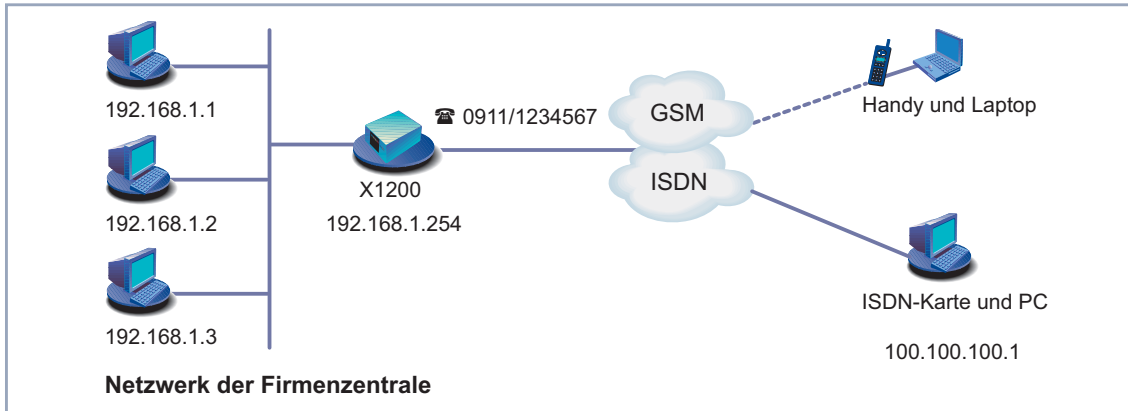 192.168.1.1
192.168.1.2
192.168.1.3
Netzwerk der Firmenzentrale
☎ 0911/1234567
X1200
192.168.1.254
GSM
ISDN
Handy und Laptop
ISDN-Karte und PC
100.100.100.1